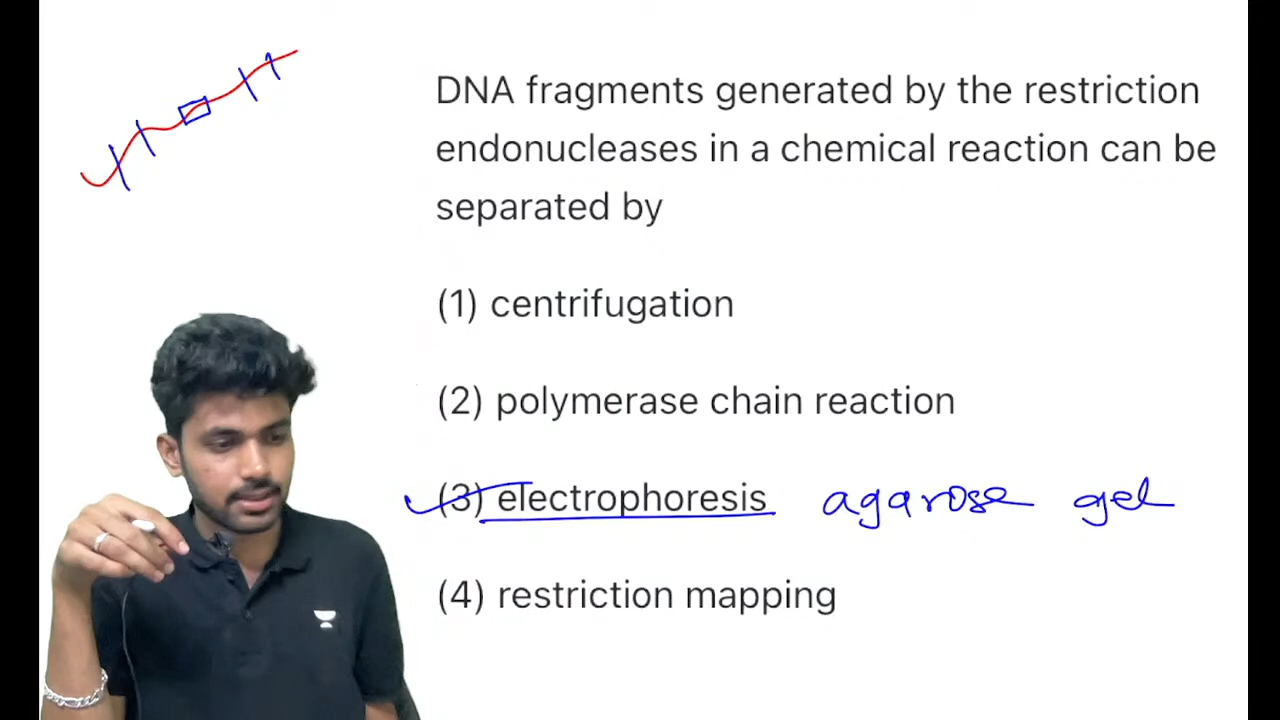 DNA fragments generated by the restriction
endonucleases in a chemical reaction can be
separated by
(1) centrifugation
(2) polymerase chain reaction
(3) electrophoresis agarose gel
(4) restriction mapping